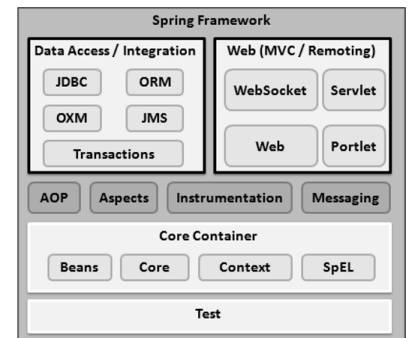 Spring Framework
Data Access / Integration
JDBC
ORM
OXM
JMS
Transactions
Web (MVC / Remoting)
WebSocket
Servlet
Web
Portlet
AOP
Aspects
Instrumentation
Messaging
Core Container
Beans
Core
Context
SpEL
Test